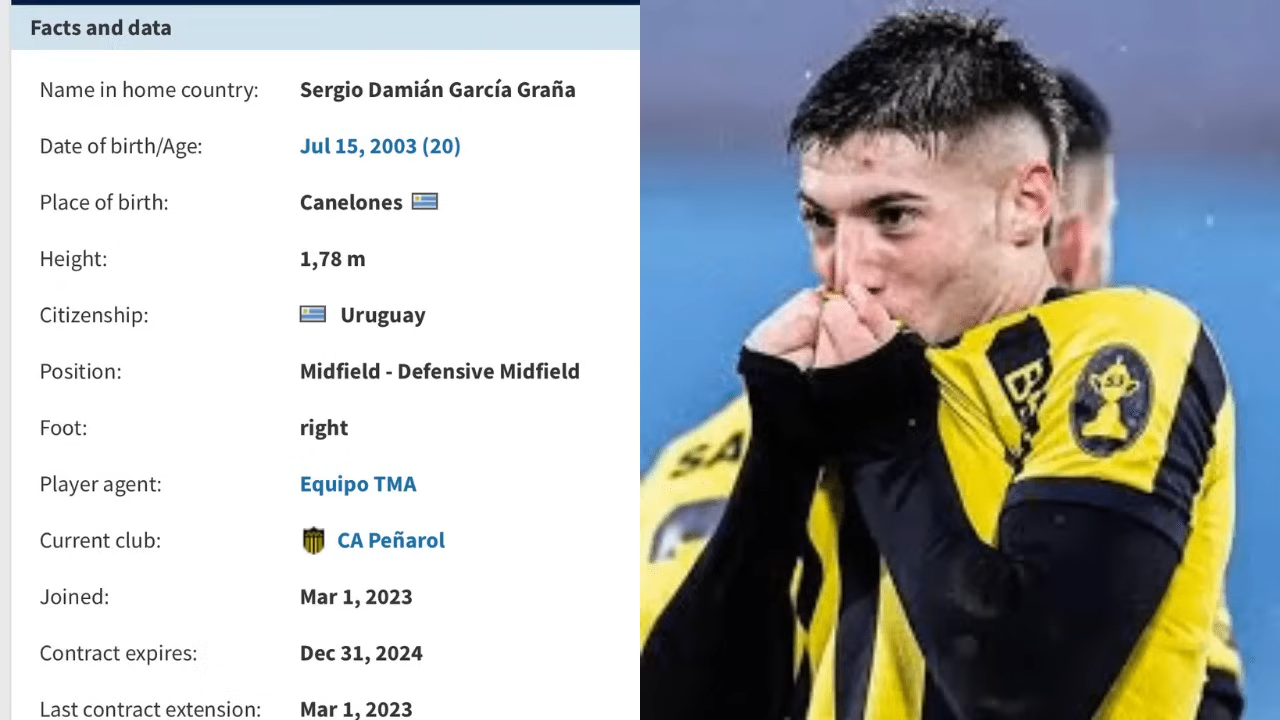 Facts and data
Name in home country: Sergio Damián García Graña
Date of birth/Age: Jul 15, 2003 (20)
Place of birth: Canelones
Height: 1,78 m
Citizenship: Uruguay
Position: Midfield - Defensive Midfield
Foot: right
Player agent: Equipo TMA
Current club: CA Peñarol
Joined: Mar 1, 2023
Contract expires: Dec 31, 2024
Last contract extension: Mar 1, 2023
53
SA